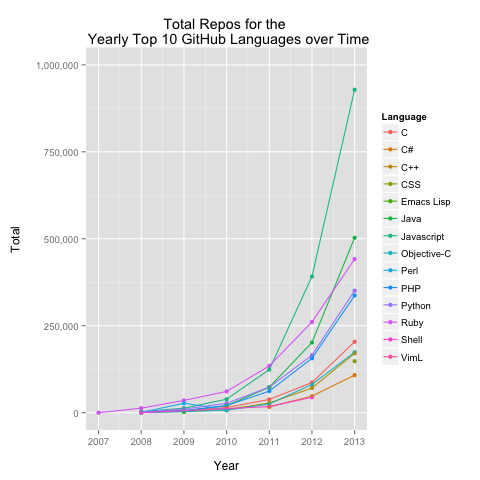 Total Repos for the
Yearly Top 10 GitHub Languages over Time
1,000,000
750,000
500,000
250,000
0
Total
2007 2008 2009 2010 2011 2012 2013
Year
Language
C
C#
C++
CSS
Emacs Lisp
Java
Javascript
Objective-C
Perl
PHP
Python
Ruby
Shell
VimL